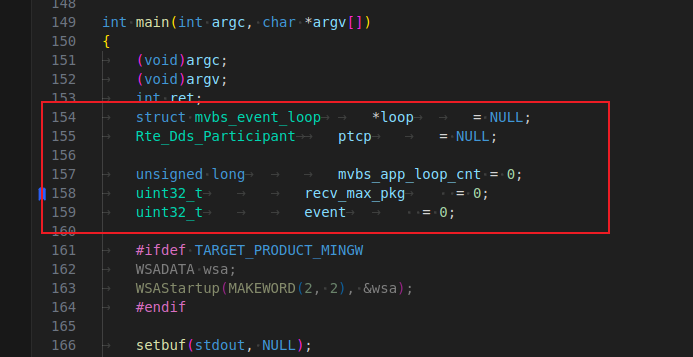 148
149 int main(int argc, char *argv[])
150 {
151 (void)argc;
152 (void)argv;
153 int ret;
154 struct mvbs_event_loop *loop = NULL;
155 Rte_Dds_Participant ptcp = NULL;
156
157 unsigned long mvbs_app_loop_cnt = 0;
158 uint32_t recv_max_pkg = 0;
159 uint32_t event = 0;
160
161 #ifdef TARGET_PRODUCT_MINGW
162 WSADATA wsa;
163 WSAStartup(MAKEWORD(2, 2), &wsa);
164 #endif
165
166 setbuf(stdout, NULL);